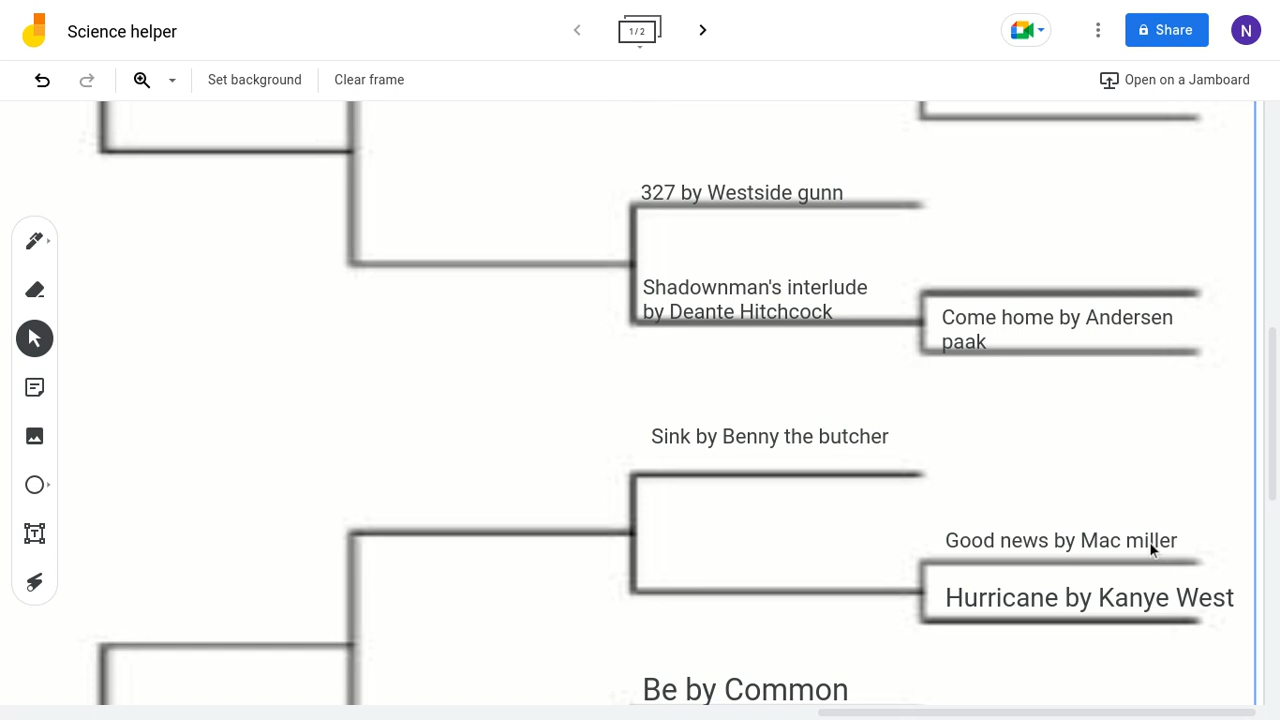 Science helper
1 / 2
Share
N
Set background
Clear frame
Open on a Jamboard
327 by Westside gunn
Shadownman's interlude
by Deante Hitchcock
Come home by Andersen
paak
Sink by Benny the butcher
Good news by Mac miller
Hurricane by Kanye West
Be by Common